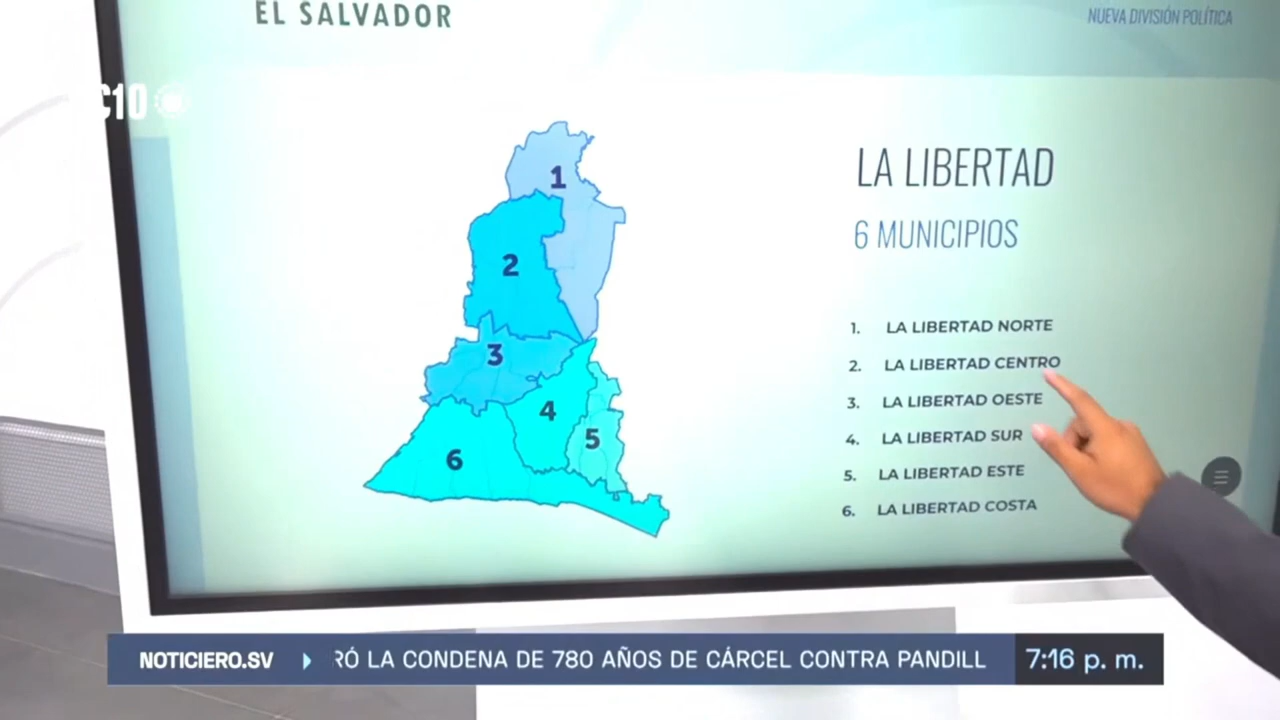 EL SALVADOR
NUEVA DIVISIÓN POLÍTICA
C10
LA LIBERTAD
6 MUNICIPIOS
1. LA LIBERTAD NORTE
2. LA LIBERTAD CENTRO
3. LA LIBERTAD OESTE
4. LA LIBERTAD SUR
5. LA LIBERTAD ESTE
6. LA LIBERTAD COSTA
1
2
3
4
5
6
NOTICIERO.SV RÓ LA CONDENA DE 780 AÑOS DE CÁRCEL CONTRA PANDILL 7:16 p. m.